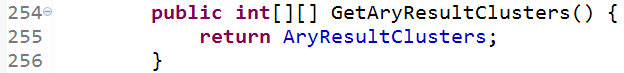 254 public int[][] GetAryResultClusters() {
255 return AryResultClusters;
256 }